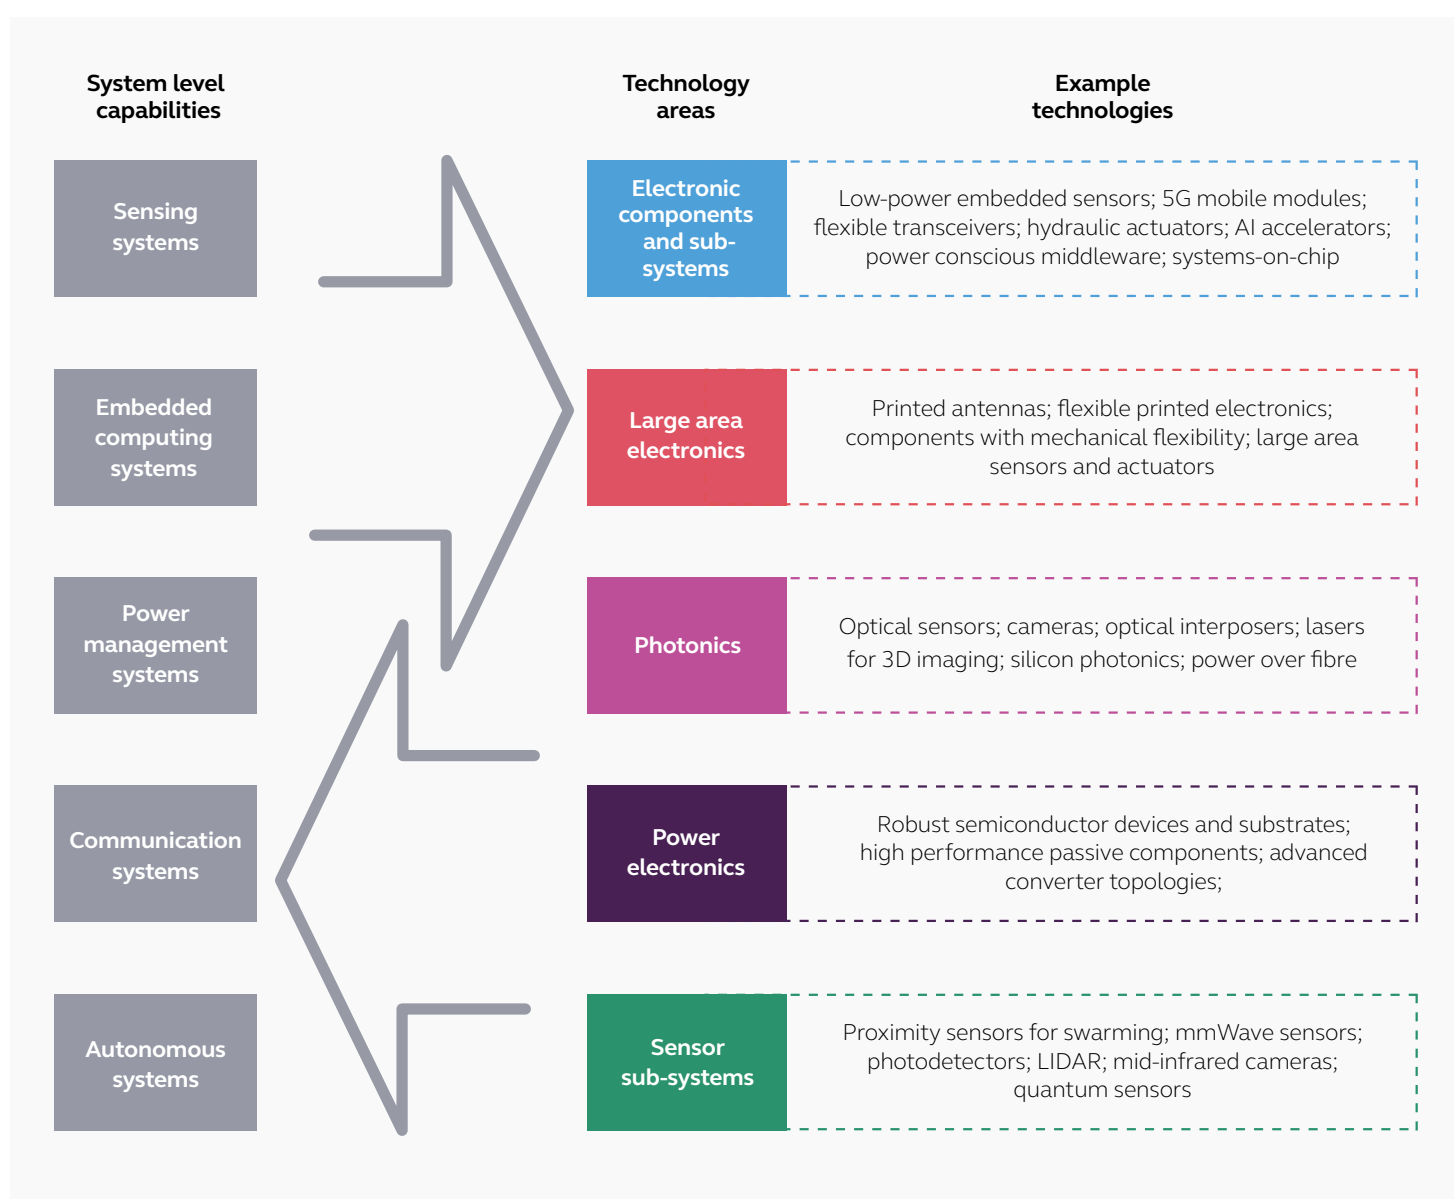 System level
capabilities
Technology
areas
Example
technologies
Sensing
systems
Electronic
components
and sub-
systems
Low-power embedded sensors; 5G mobile modules;
flexible transceivers; hydraulic actuators; AI accelerators;
power conscious middleware; systems-on-chip
Embedded
computing
systems
Large area
electronics
Printed antennas; flexible printed electronics;
components with mechanical flexibility; large area
sensors and actuators
Power
management
systems
Photonics
Optical sensors; cameras; optical interposers; lasers
for 3D imaging; silicon photonics; power over fibre
Communication
systems
Power
electronics
Robust semiconductor devices and substrates;
high performance passive components; advanced
converter topologies;
Autonomous
systems
Sensor
sub-systems
Proximity sensors for swarming; mmWave sensors;
photodetectors; LIDAR; mid-infrared cameras;
quantum sensors